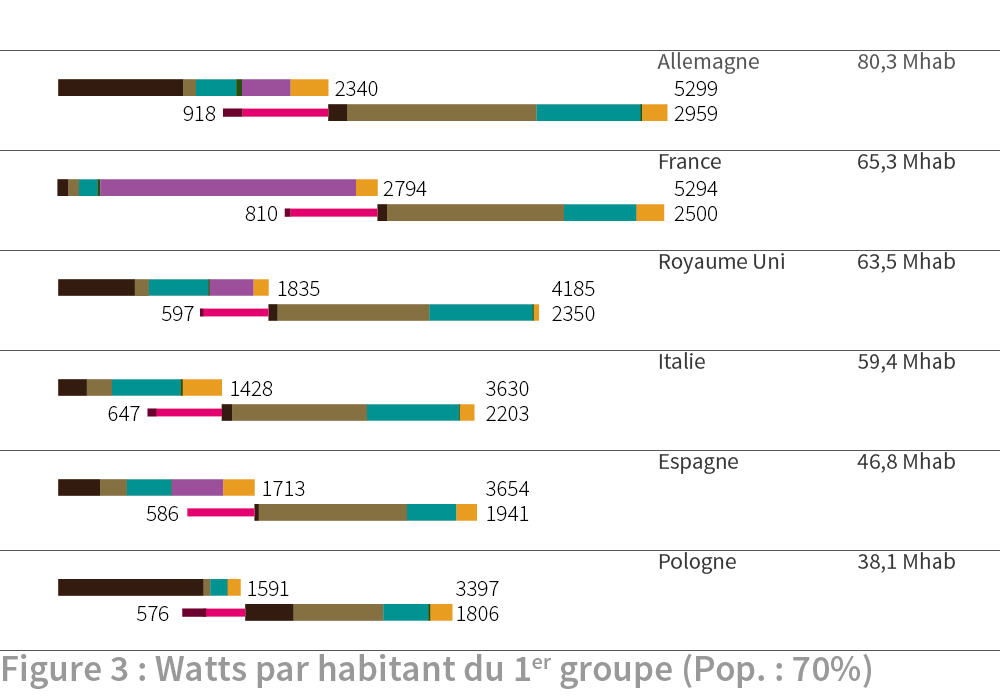 Allemagne 80,3 Mhab
2340 5299
918 2959
France 65,3 Mhab
2794 5294
810 2500
Royaume Uni 63,5 Mhab
1835 4185
597 2350
Italie 59,4 Mhab
1428 3630
647 2203
Espagne 46,8 Mhab
1713 3654
586 1941
Pologne 38,1 Mhab
1591 3397
576 1806
Figure 3 : Watts par habitant du 1er groupe (Pop. : 70%)